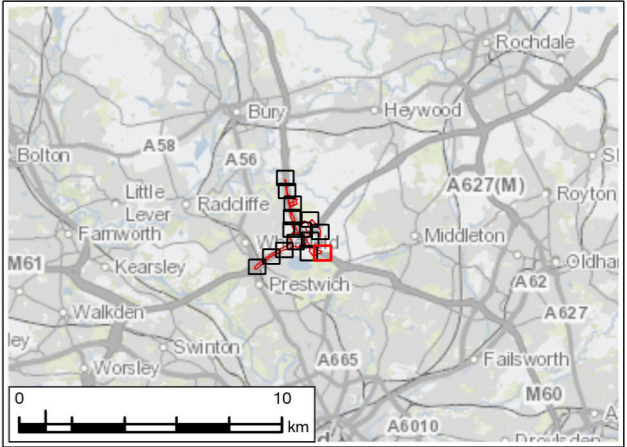 Rochdale
Bury
Heywood
A58
Bolton
A56
A627(M)
Little
Lever
Radcliffe
Royton
Farnworth
Middleton
M61
Kearsley
A62
Prestwich
Walkden
A627
Swinton
A665
Failsworth
Worsley
M60
0
10
km
A6010